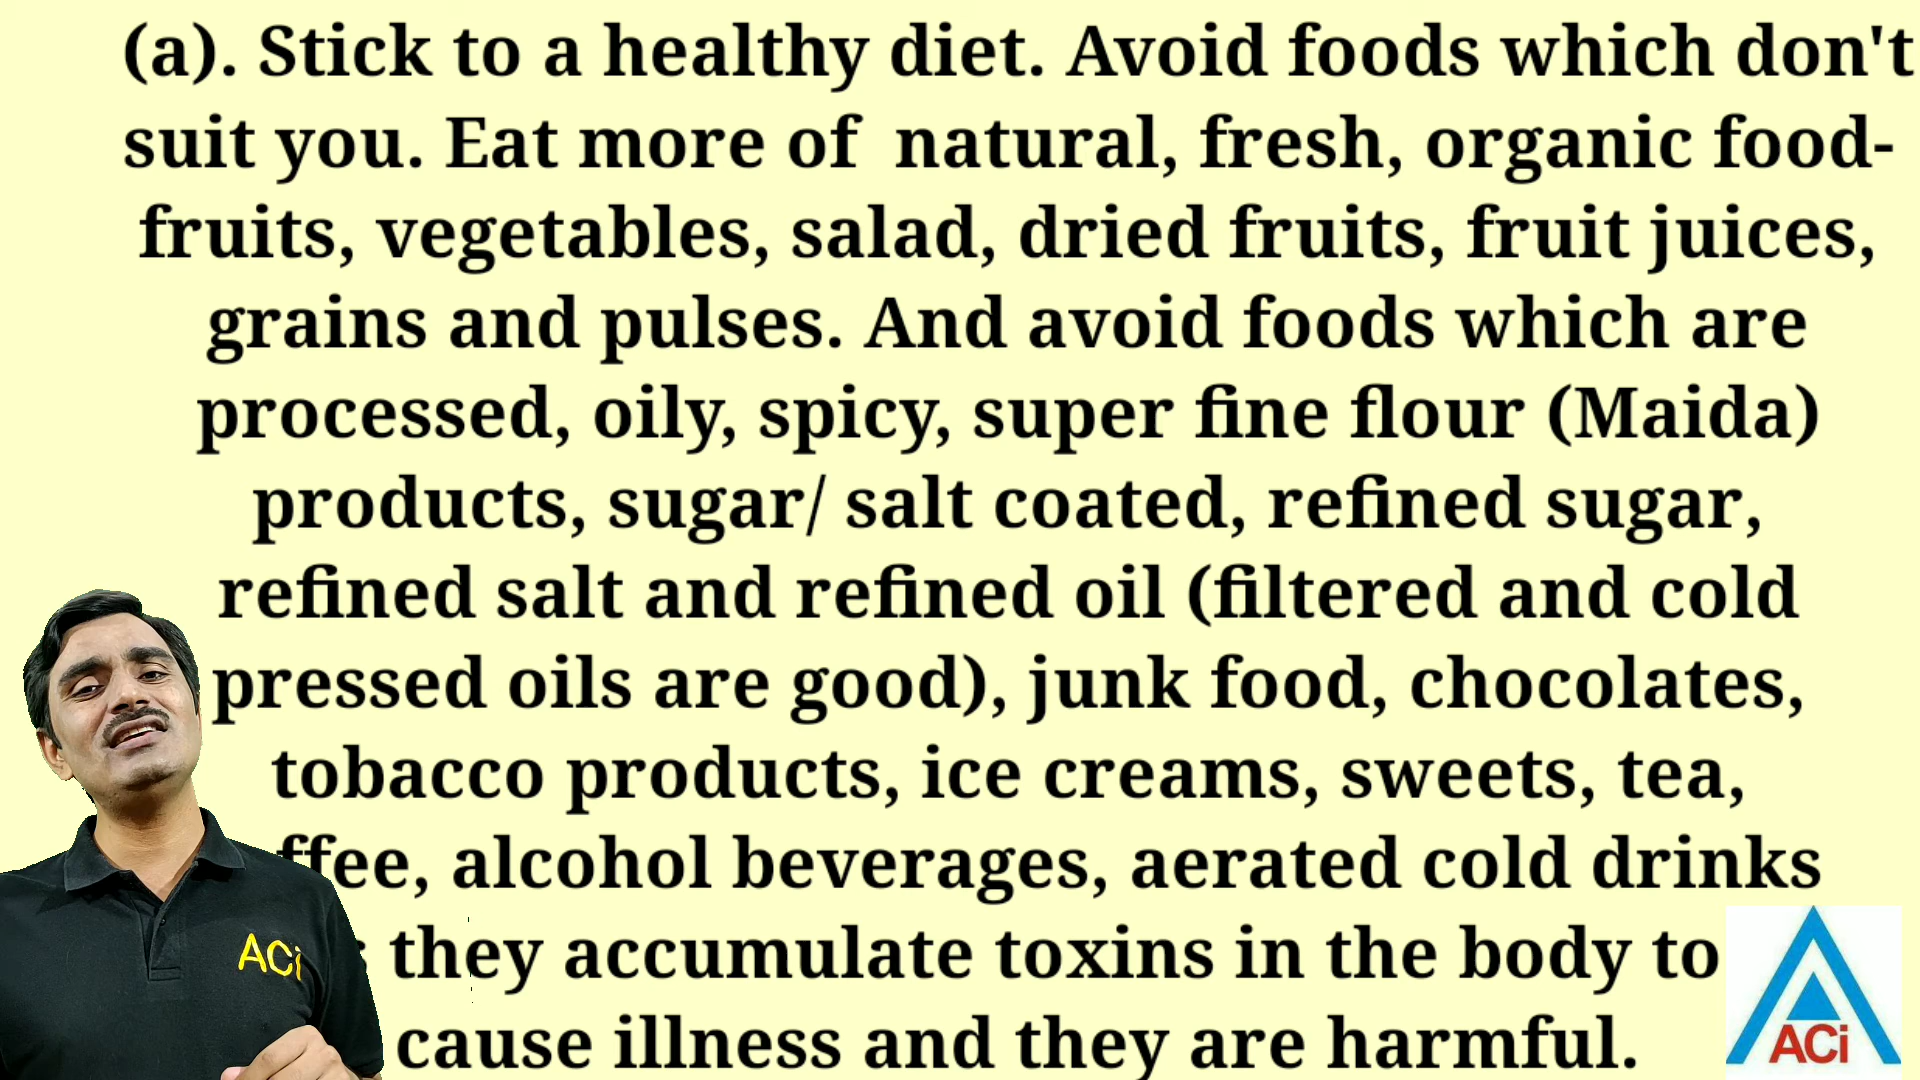 (a). Stick to a healthy diet. Avoid foods which don't
suit you. Eat more of natural, fresh, organic food-
fruits, vegetables, salad, dried fruits, fruit juices,
grains and pulses. And avoid foods which are
processed, oily, spicy, super fine flour (Maida)
products, sugar/ salt coated, refined sugar,
refined salt and refined oil (filtered and cold
pressed oils are good), junk food, chocolates,
tobacco products, ice creams, sweets, tea,
ffee, alcohol beverages, aerated cold drinks
they accumulate toxins in the body to
cause illness and they are harmful.
ACi
ACi